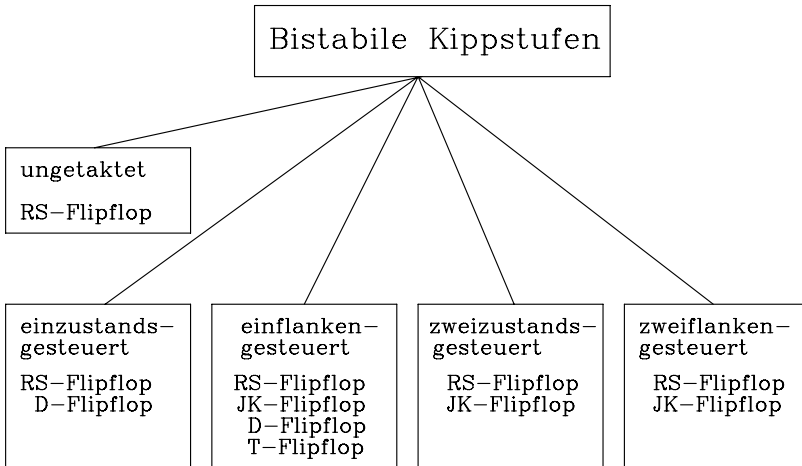 Bistabile Kippstufen
ungetaktet
RS-Flipflop
einzustands-
gesteuert
RS-Flipflop
D-Flipflop
einflanken-
gesteuert
RS-Flipflop
JK-Flipflop
D-Flipflop
T-Flipflop
zweizustands-
gesteuert
RS-Flipflop
JK-Flipflop
zweiflanken-
gesteuert
RS-Flipflop
JK-Flipflop